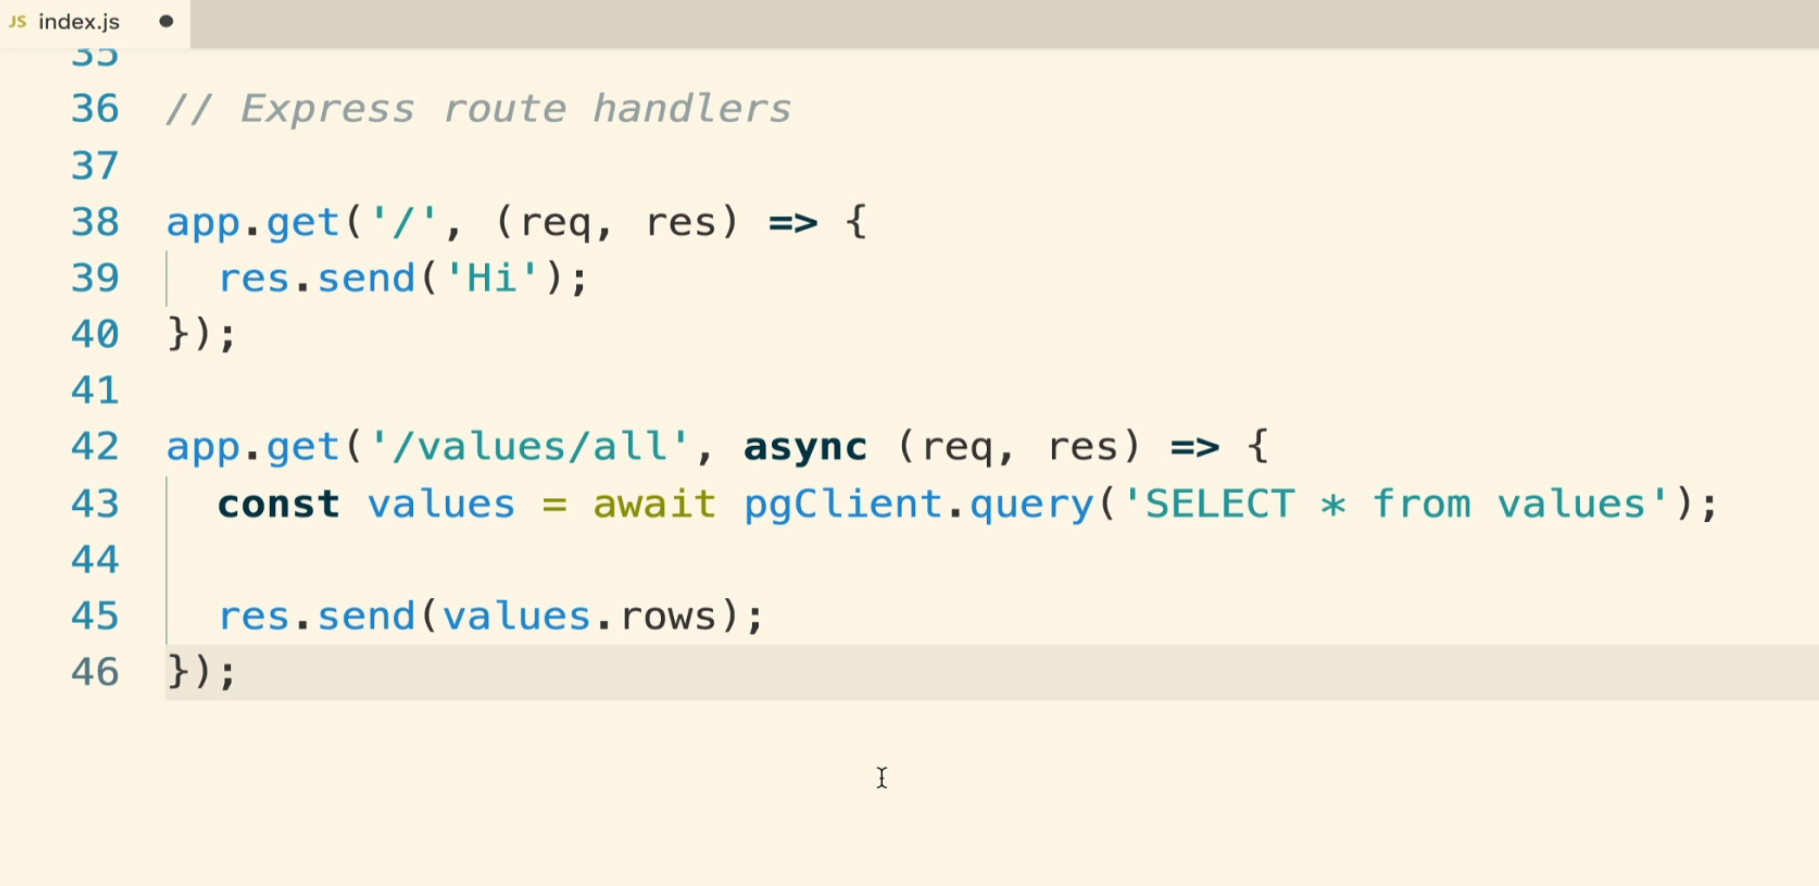 JS index.js
35
36 // Express route handlers
37
38 app.get('/', (req, res) => {
39   res.send('Hi');
40 });
41
42 app.get('/values/all', async (req, res) => {
43   const values = await pgClient.query('SELECT * from values');
44
45   res.send(values.rows);
46 });